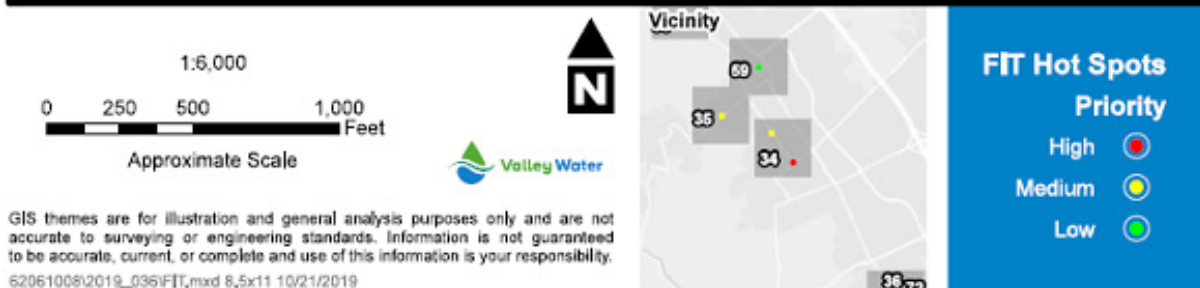 1:6,000
0 250 500 1,000
Feet
Approximate Scale
N
Valley Water
GIS themes are for illustration and general analysis purposes only and are not
accurate to surveying or engineering standards. Information is not guaranteed
to be accurate, current, or complete and use of this information is your responsibility.
62061008\2019_036\FIT.mxd 8.5x11 10/21/2019
Vicinity
59
35
34
36
FIT Hot Spots
Priority
High
Medium
Low